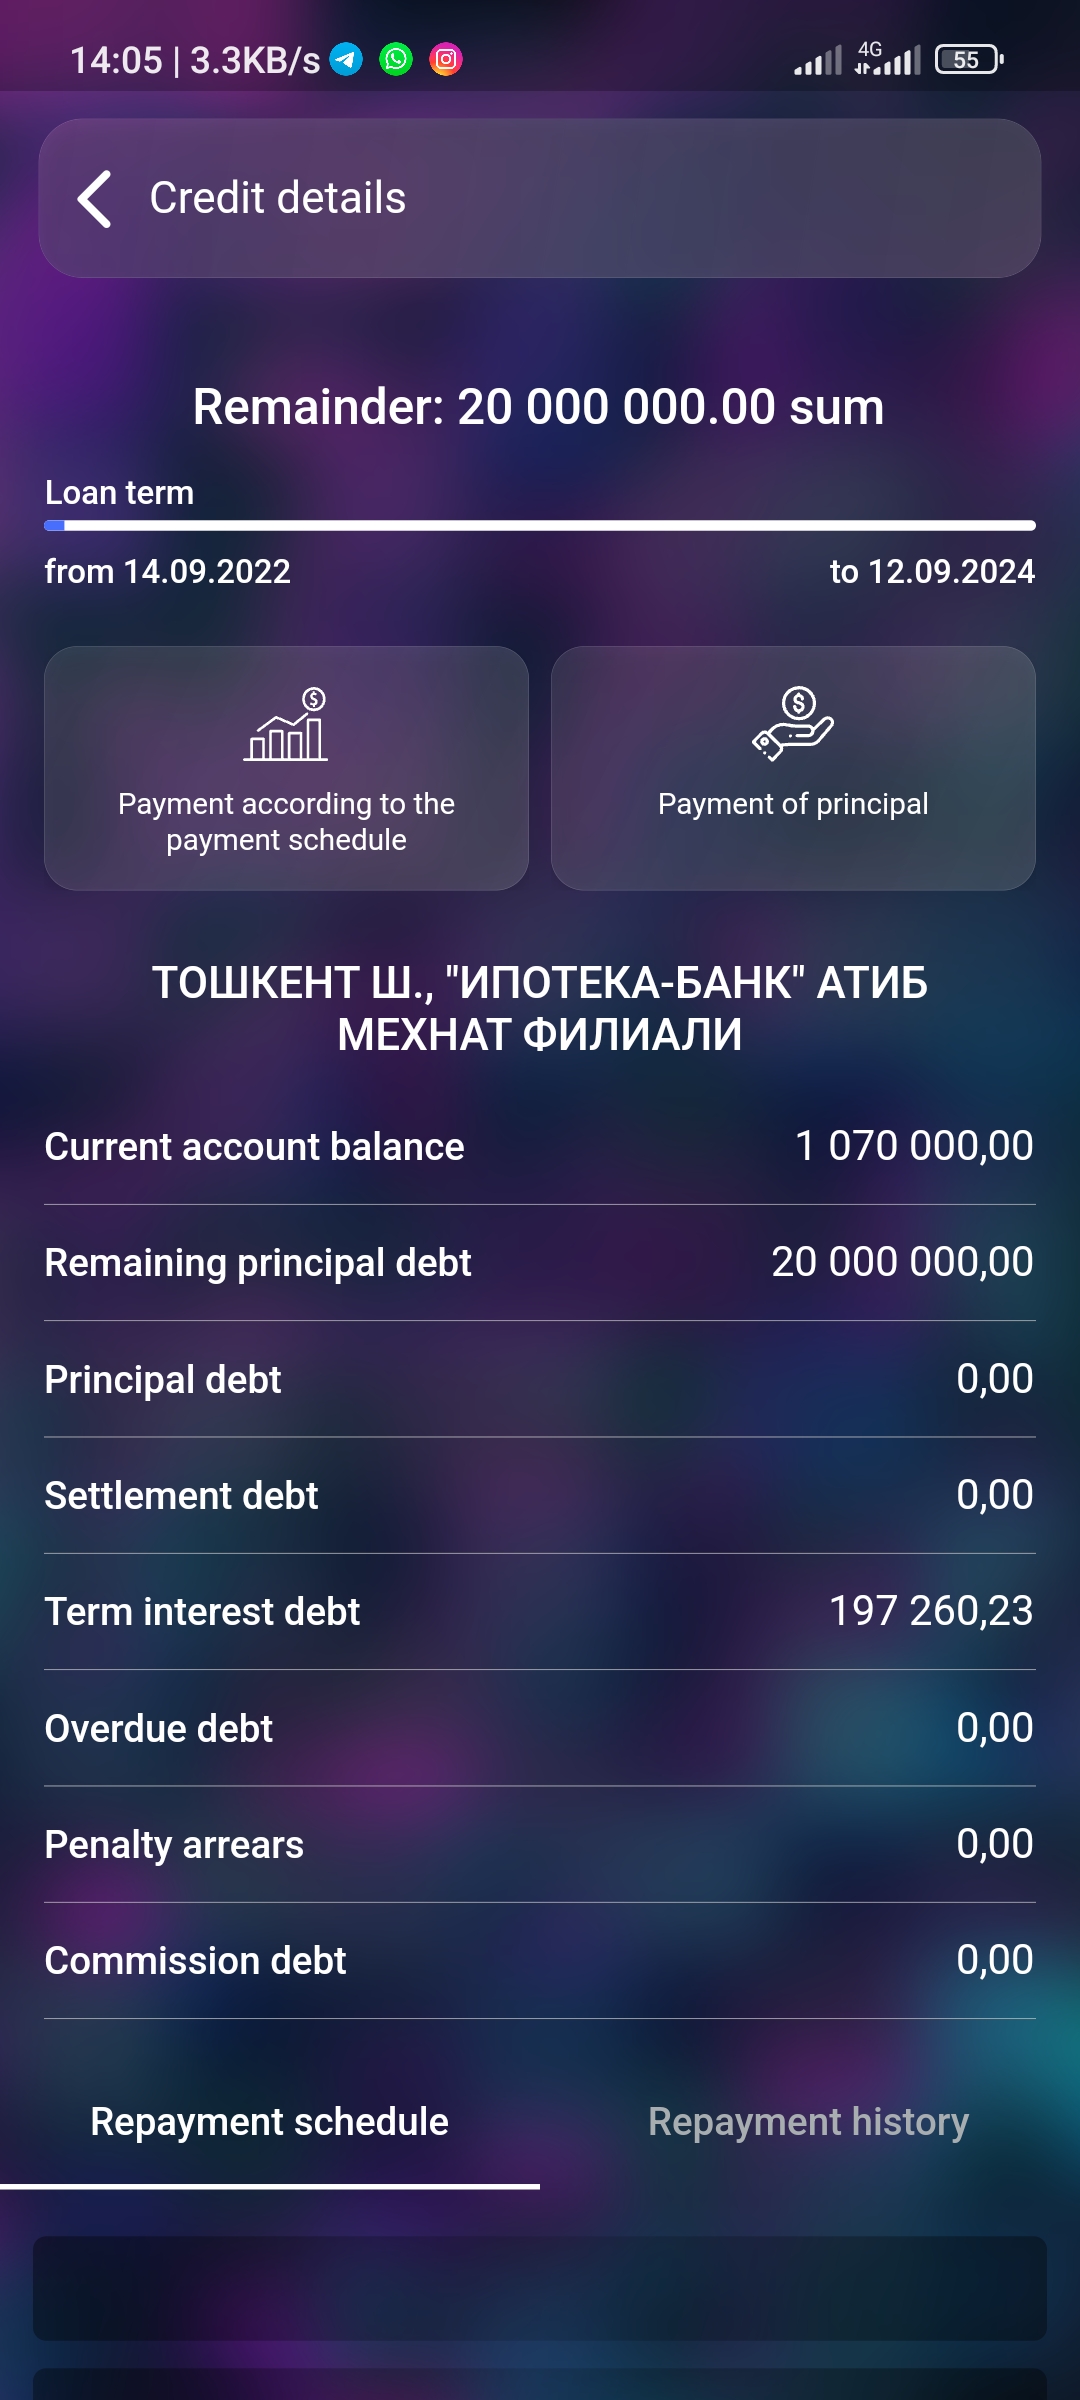 14:05 | 3.3KB/s
4G
55
Credit details
Remainder: 20 000 000.00 sum
Loan term
from 14.09.2022
to 12.09.2024
Payment according to the
payment schedule
Payment of principal
ТОШКЕНТ Ш., "ИПОТЕКА-БАНК" АТИБ
МЕХНАТ ФИЛИАЛИ
Current account balance 1 070 000,00
Remaining principal debt 20 000 000,00
Principal debt 0,00
Settlement debt 0,00
Term interest debt 197 260,23
Overdue debt 0,00
Penalty arrears 0,00
Commission debt 0,00
Repayment schedule
Repayment history